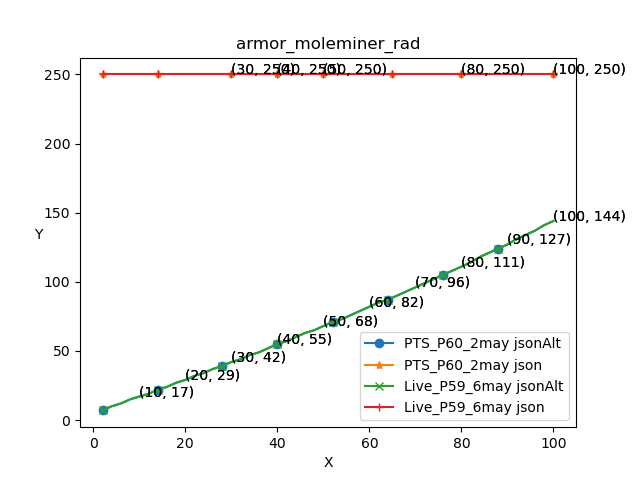 armor_moleminer_rad
(30, 250)
(40, 250)
(50, 250)
(80, 250)
(100, 250)
250
200
150
100
50
0
Y
(100, 144)
(90, 127)
(80, 111)
(70, 96)
(60, 82)
(50, 68)
(40, 55)
(30, 42)
(20, 29)
(10, 17)
PTS_P60_2may jsonAlt
PTS_P60_2may json
Live_P59_6may jsonAlt
Live_P59_6may json
0 20 40 60 80 100
X